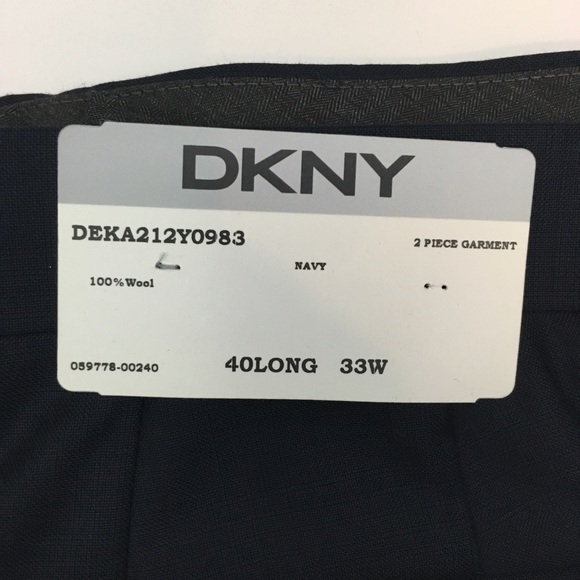 DKNY
DEKA212Y0983
2 PIECE GARMENT
NAVY
100%Wool
059778-00240
40LONG 33W